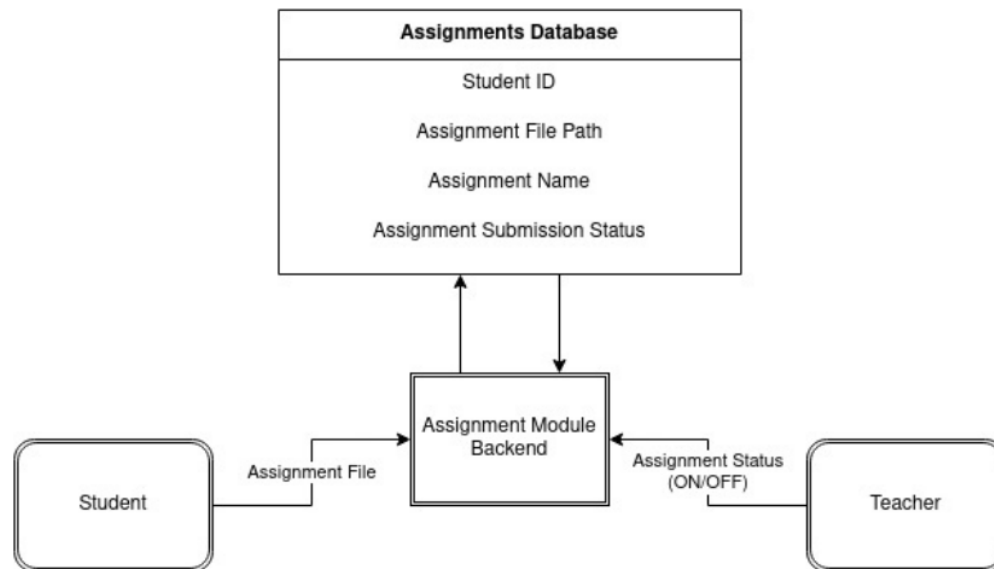 Assignments Database
Student ID
Assignment File Path
Assignment Name
Assignment Submission Status
Assignment Module
Backend
Assignment File
Assignment Status
(ON/OFF)
Student
Teacher